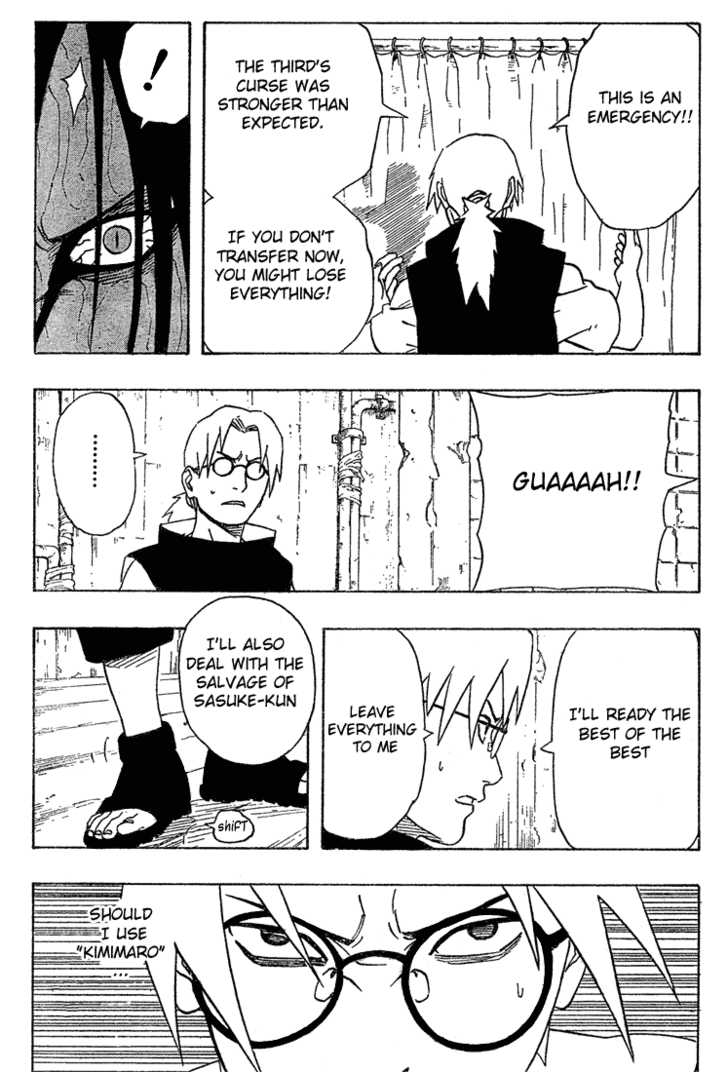 THIS IS AN
EMERGENCY!!
THE THIRD'S
CURSE WAS
STRONGER THAN
EXPECTED.
IF YOU DON'T
TRANSFER NOW,
YOU MIGHT LOSE
EVERYTHING!
!
GUAAAAH!!
.........
I'LL READY THE
BEST OF THE
BEST
LEAVE
EVERYTHING
TO ME
I'LL ALSO
DEAL WITH THE
SALVAGE OF
SASUKE-KUN
shiFT
SHOULD
I USE
"KIMIMARO"
...